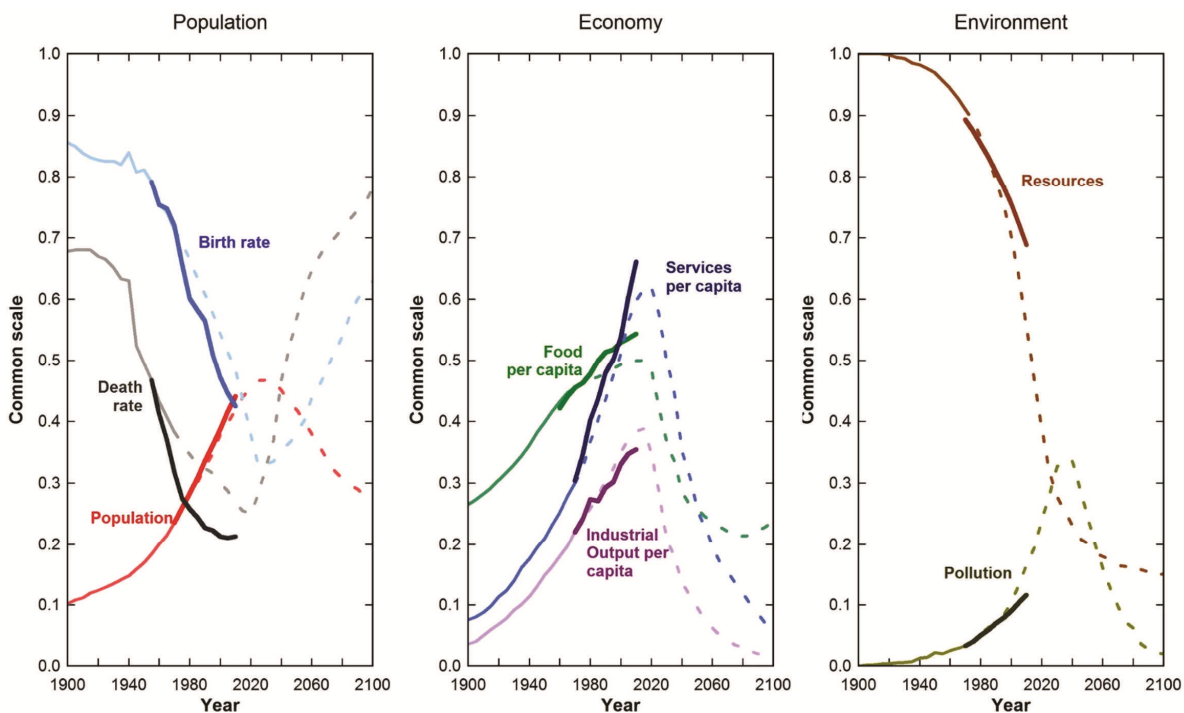 Population
Economy
Environment
1.0
0.9
0.8
0.7
0.6
0.5
0.4
0.3
0.2
0.1
0.0
Common scale
Birth rate
Death
rate
Population
1900
1940
1980
2020
2060
2100
Year
1.0
0.9
0.8
0.7
0.6
0.5
0.4
0.3
0.2
0.1
0.0
Common scale
Services
per capita
Food
per capita
Industrial
Output per
capita
1900
1940
1980
2020
2060
2100
Year
1.0
0.9
0.8
0.7
0.6
0.5
0.4
0.3
0.2
0.1
0.0
Common scale
Resources
Pollution
1900
1940
1980
2020
2060
2100
Year